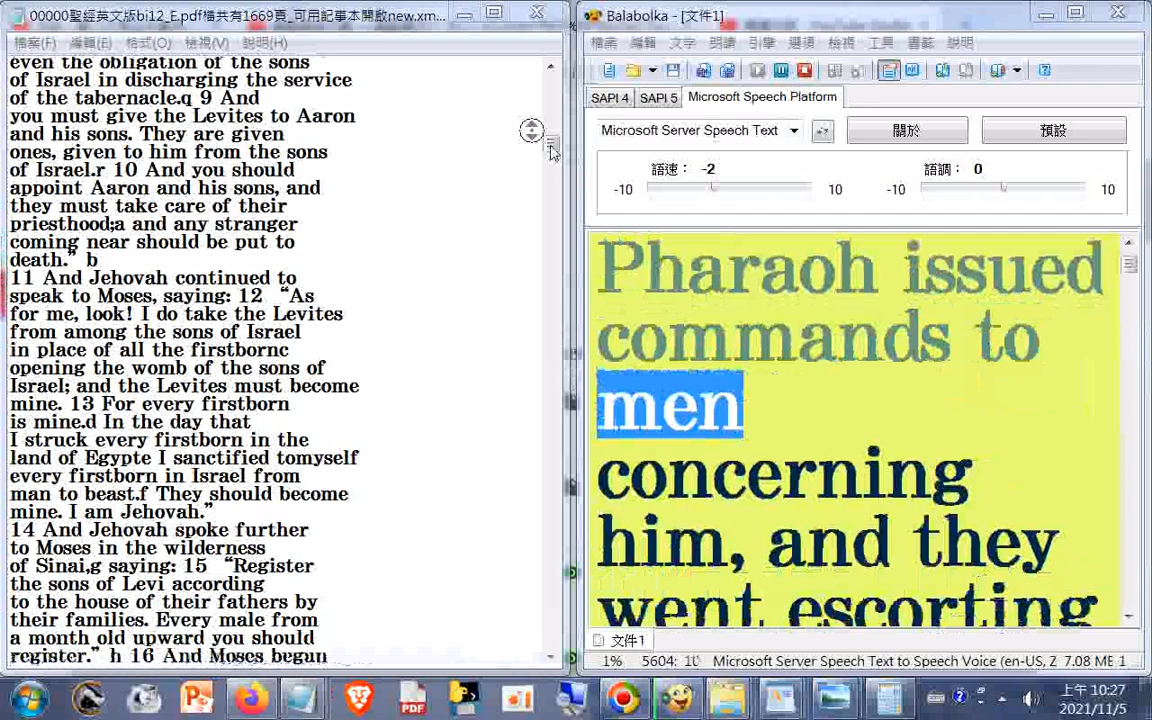 00000聖經英文版bi12_E.pdf檔共有1669頁_可用記事本開啟new.xm...
檔案(F) 編輯(E) 格式(O) 檢視(V) 說明(H)
even the obligation of the sons
of Israel in discharging the service
of the tabernacle.q 9 And
you must give the Levites to Aaron
and his sons. They are given
ones, given to him from the sons
of Israel.r 10 And you should
appoint Aaron and his sons, and
they must take care of their
priesthood;a and any stranger
coming near should be put to
death.” b
11 And Jehovah continued to
speak to Moses, saying: 12 “As
for me, look! I do take the Levites
from among the sons of Israel
in place of all the firstbornc
opening the womb of the sons of
Israel; and the Levites must become
mine. 13 For every firstborn
is mine.d In the day that
I struck every firstborn in the
land of Egypte I sanctified tomyself
every firstborn in Israel from
man to beast.f They should become
mine. I am Jehovah.”
14 And Jehovah spoke further
to Moses in the wilderness
of Sinai,g saying: 15 “Register
the sons of Levi according
to the house of their fathers by
their families. Every male from
a month old upward you should
register.” h 16 And Moses began
Balabolka - [文件1]
檔案 編輯 文字 朗讀 引擎 選項 檢視 工具 書籤 說明
SAPI 4 SAPI 5 Microsoft Speech Platform
Microsoft Server Speech Text 關於 預設
語速： -2 語調： 0
-10 10 -10 10
Pharaoh issued
commands to
men
concerning
him, and they
went escorting
文件1
1% 5604: 10 Microsoft Server Speech Text to Speech Voice (en-US, Z 7.08 ME 1
上午 10:27
2021/11/5